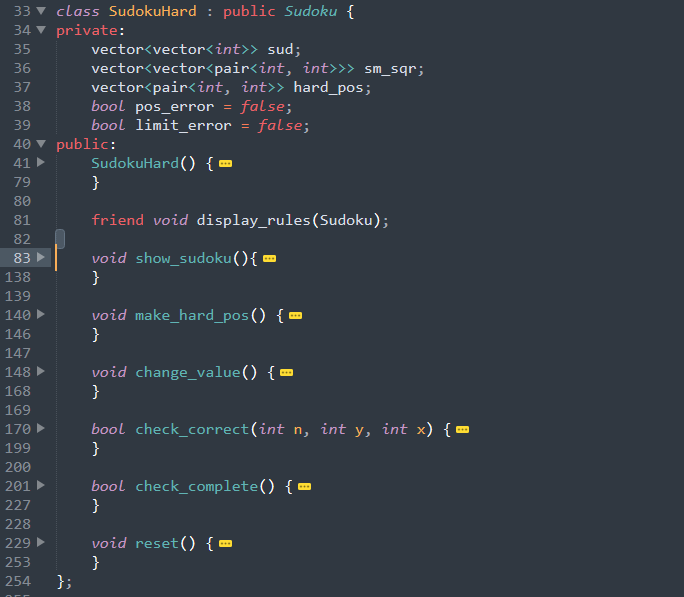 33 class SudokuHard : public Sudoku {
34 private:
35     vector<vector<int>> sud;
36     vector<vector<pair<int, int>>> sm_sqr;
37     vector<pair<int, int>> hard_pos;
38     bool pos_error = false;
39     bool limit_error = false;
40 public:
41     SudokuHard() {
79     }
80
81     friend void display_rules(Sudoku);
82
83     void show_sudoku(){
138     }
139
140     void make_hard_pos() {
146     }
147
148     void change_value() {
168     }
169
170     bool check_correct(int n, int y, int x) {
199     }
200
201     bool check_complete() {
227     }
228
229     void reset() {
253     }
254 };